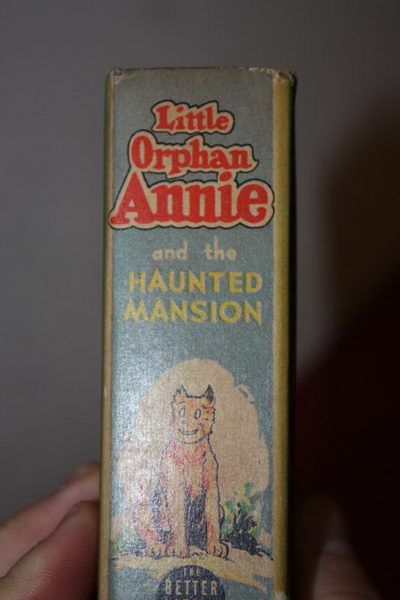 Little
Orphan
Annie
and the
HAUNTED
MANSION
THE
BETTER